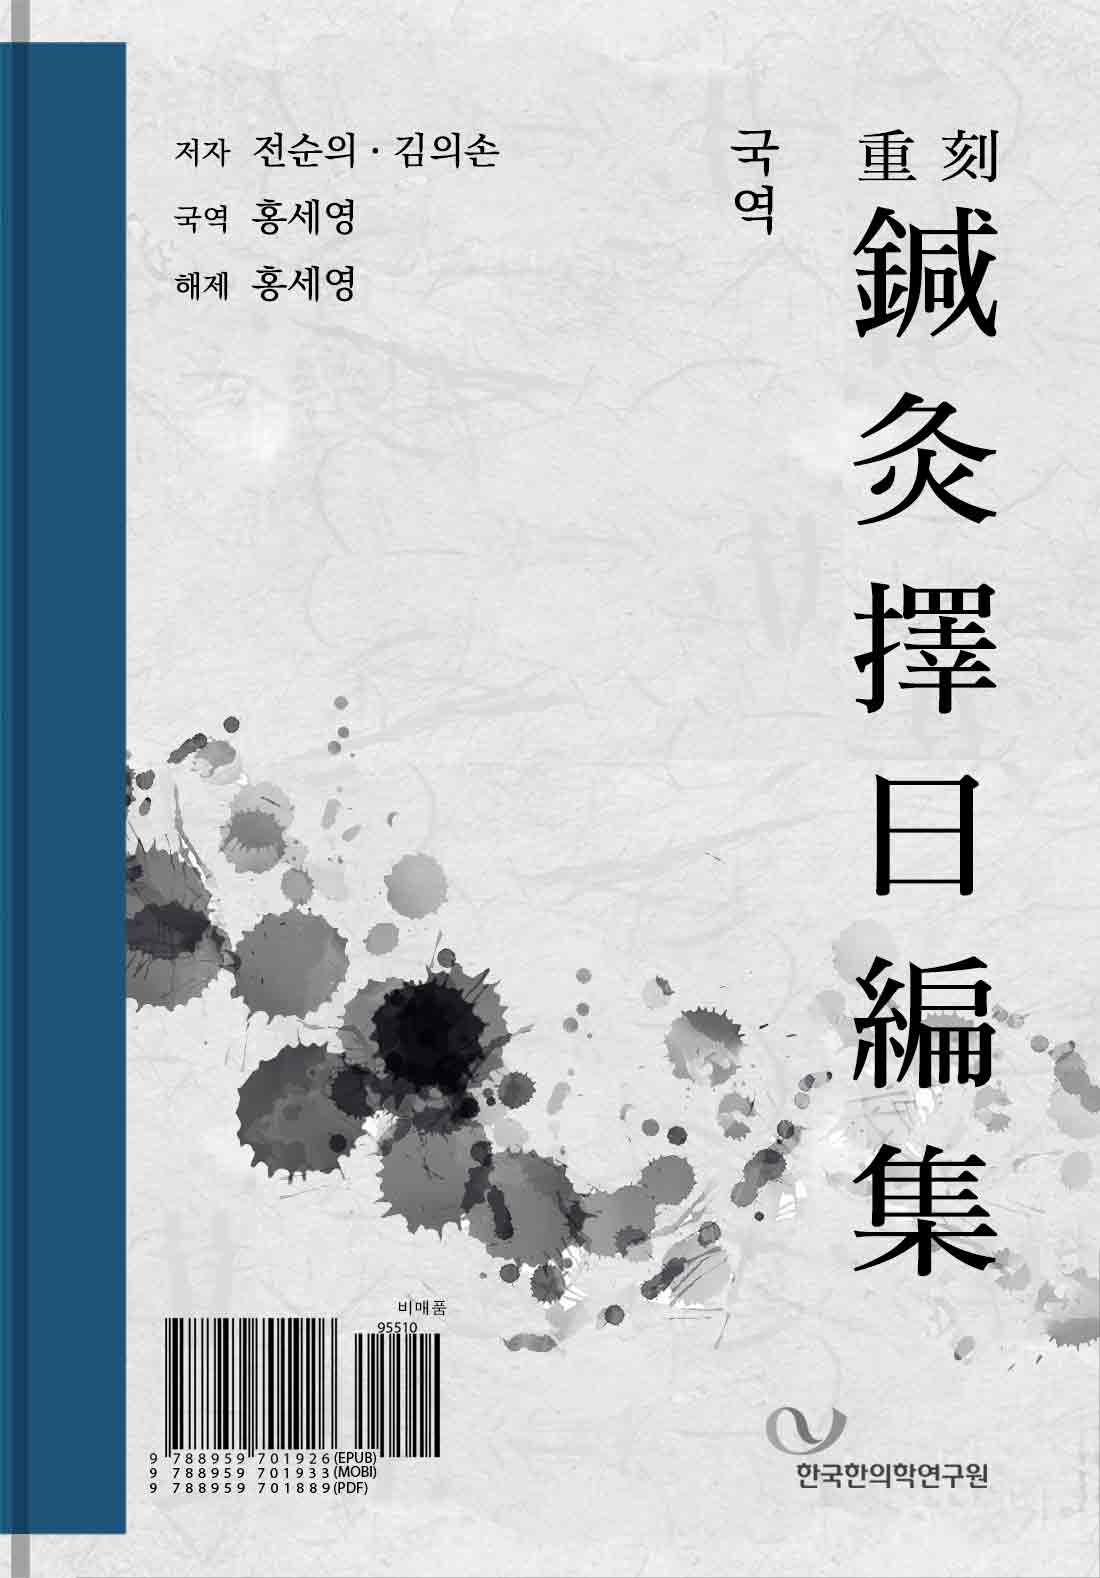 重刻
鍼灸擇日編集
국역
저자 전순의 · 김의손
국역 홍세영
해제 홍세영
비매품
95510
9 788959 701926 (EPUB)
9 788959 701933 (MOBI)
9 788959 701889 (PDF)
한국한의학연구원